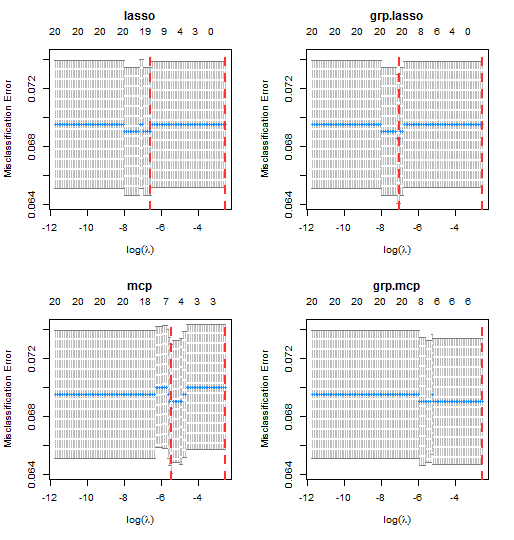 lasso
20 20 20 20 20 19 9 4 3 0
Misclassification Error
0.064 0.068 0.072
-12 -10 -8 -6 -4
log(λ)
grp.lasso
20 20 20 20 20 20 9 6 4 0
Misclassification Error
0.064 0.068 0.072
-12 -10 -8 -6 -4
log(λ)
mcp
20 20 20 20 18 7 4 3 3
Misclassification Error
0.064 0.068 0.072
-12 -10 -8 -6 -4
log(λ)
grp.mcp
20 20 20 20 20 8 6 6 6
Misclassification Error
0.064 0.068 0.072
-12 -10 -8 -6 -4
log(λ)